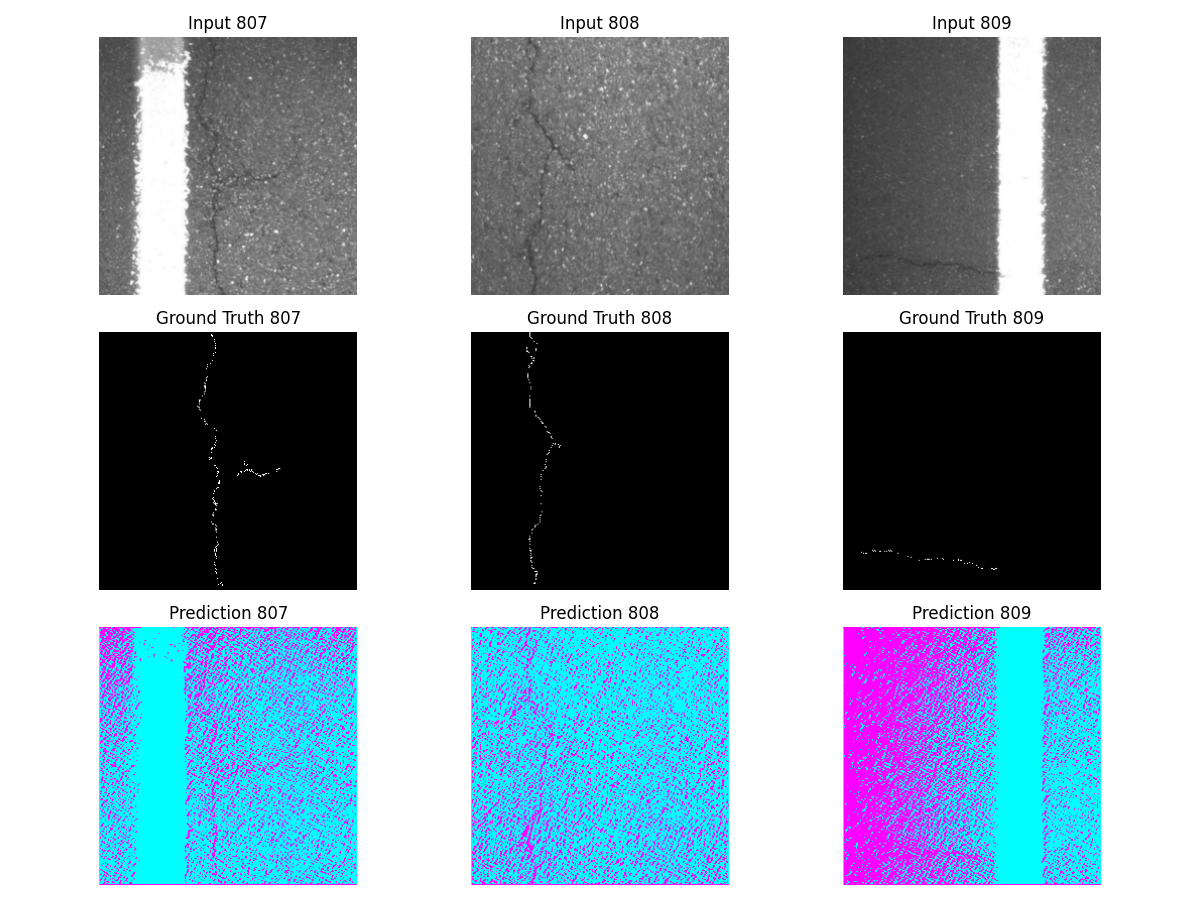 Input 807
Input 808
Input 809
Ground Truth 807
Ground Truth 808
Ground Truth 809
Prediction 807
Prediction 808
Prediction 809